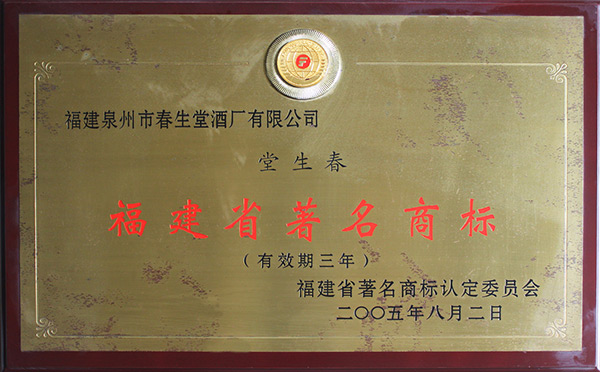 福建泉州市春生堂酒厂有限公司
堂生春
福建省著名商标
（有效期三年）
福建省著名商标认定委员会
二〇〇五年八月二日